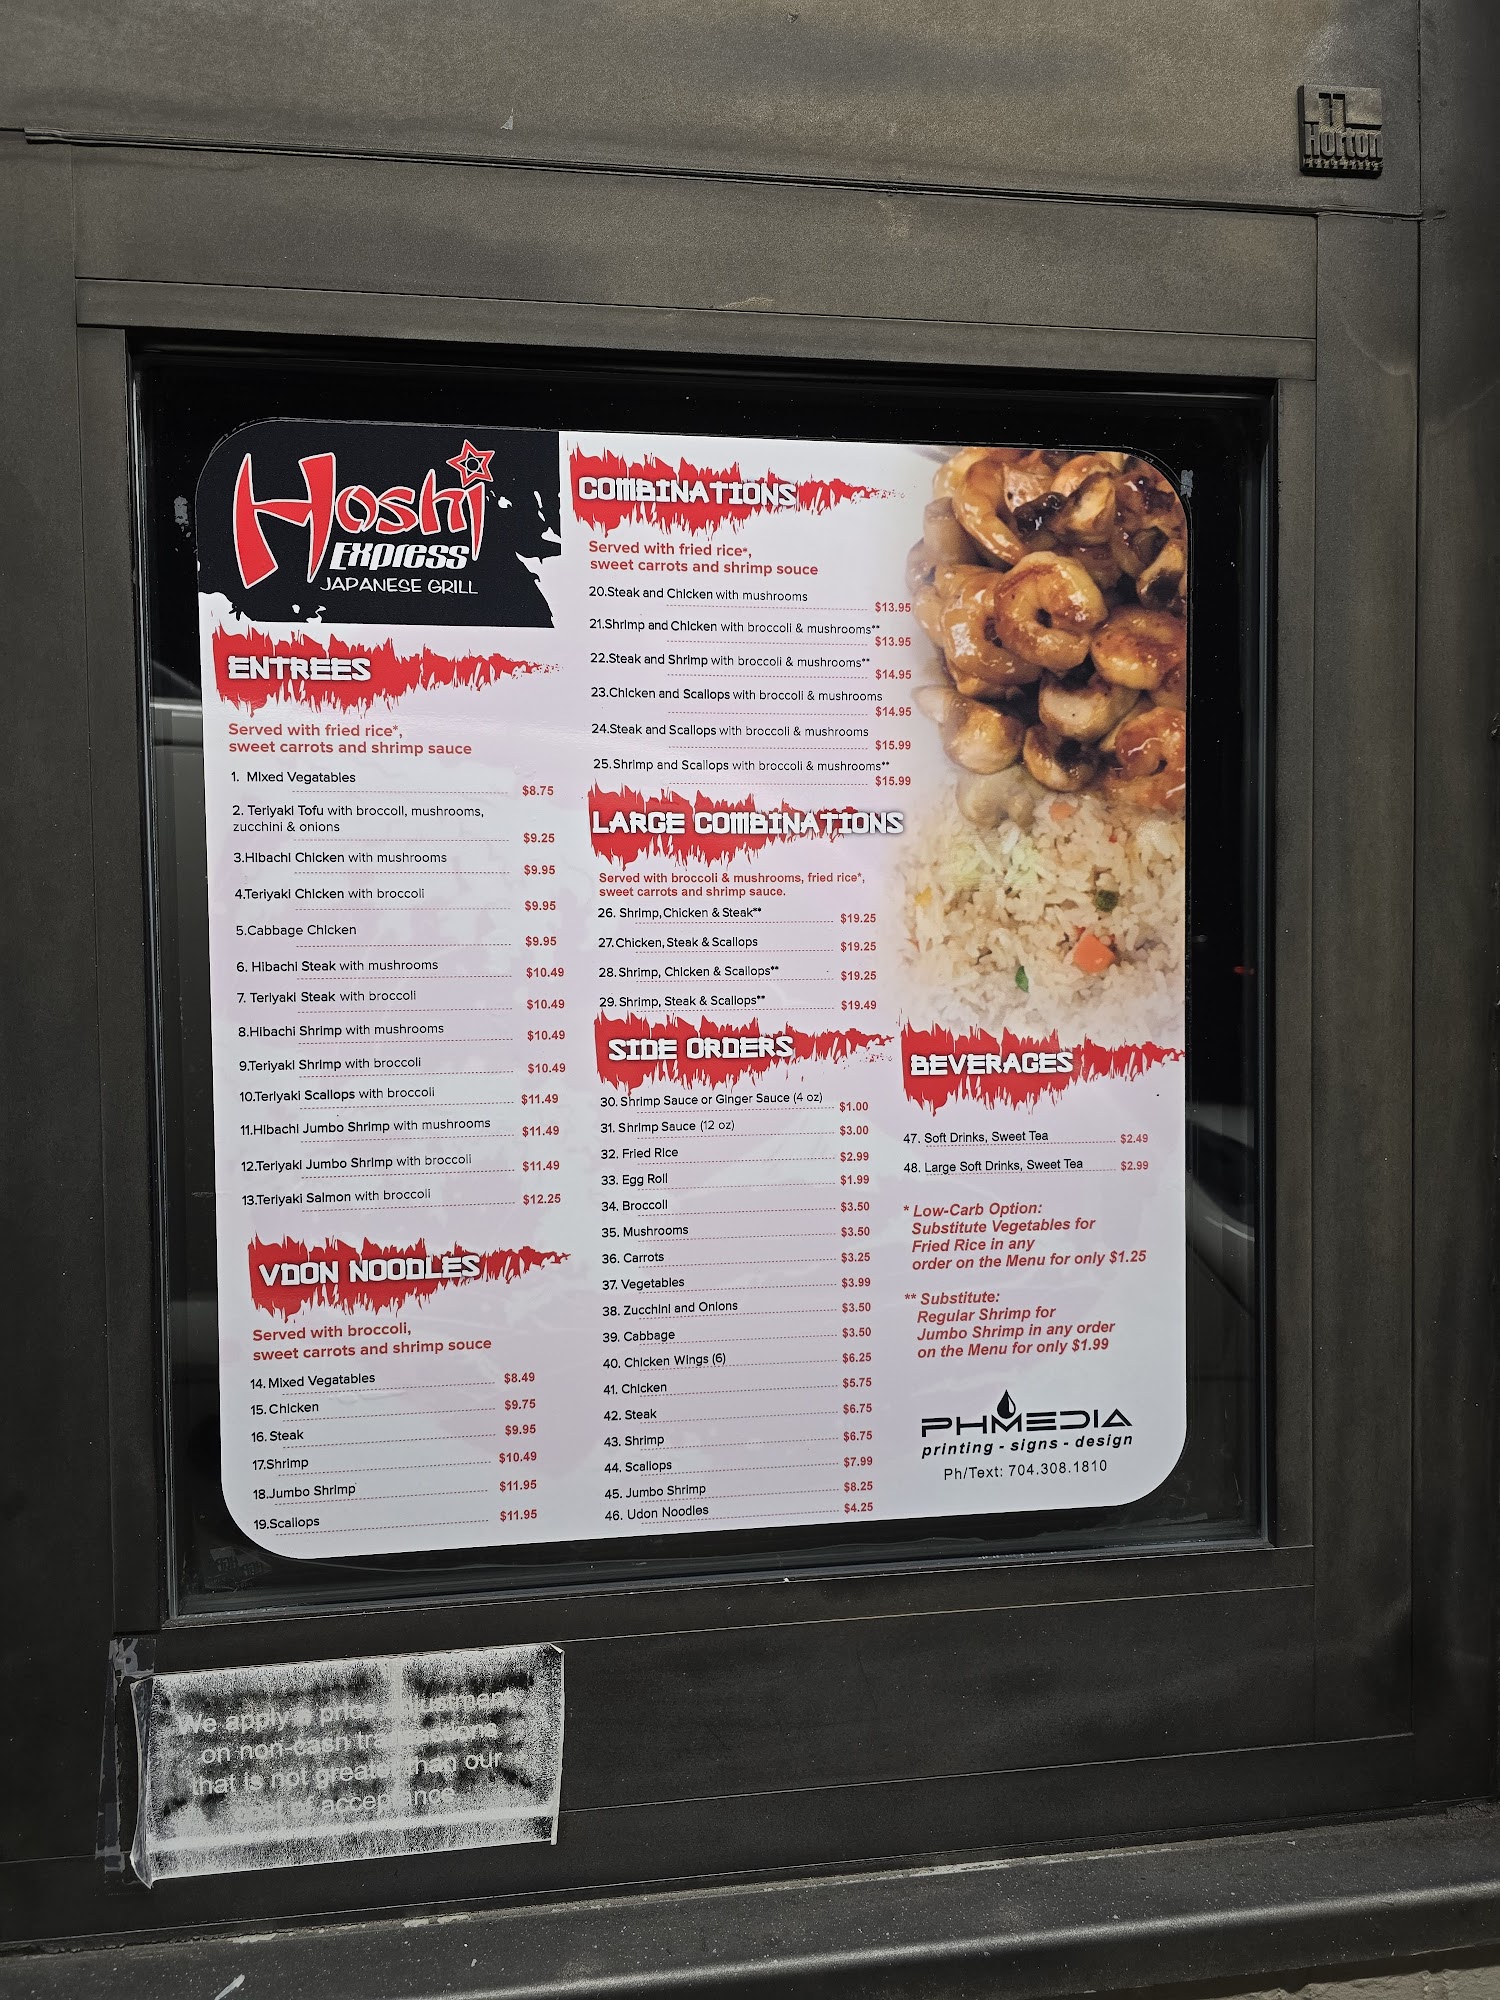 Horton
Hoshi
Express
JAPANESE GRILL
ENTREES
Served with fried rice*,
sweet carrots and shrimp sauce
1. Mixed Vegatables
$8.75
2. Teriyaki Tofu with broccoli, mushrooms,
zucchini & onions
$9.25
3.Hibachi Chicken with mushrooms
$9.95
4.Teriyaki Chicken with broccoli
$9.95
5.Cabbage Chicken
$9.95
6. Hibachi Steak with mushrooms
$10.49
7. Teriyaki Steak with broccoli
$10.49
8.Hibachi Shrimp with mushrooms
$10.49
9.Teriyaki Shrimp with broccoli
$10.49
10.Teriyaki Scallops with broccoli
$11.49
11.Hibachi Jumbo Shrimp with mushrooms
$11.49
12.Teriyaki Jumbo Shrimp with broccoli
$11.49
13.Teriyaki Salmon with broccoli
$12.25
VDON NOODLES
Served with broccoli,
sweet carrots and shrimp souce
14. Mixed Vegatables $8.49
15. Chicken $9.75
16. Steak $9.95
17.Shrimp $10.49
18.Jumbo Shrimp $11.95
19.Scallops $11.95
COMBINATIONS
Served with fried rice*,
sweet carrots and shrimp souce
20.Steak and Chicken with mushrooms
$13.95
21.Shrimp and Chicken with broccoli & mushrooms**
$13.95
22.Steak and Shrimp with broccoli & mushrooms**
$14.95
23.Chicken and Scallops with broccoli & mushrooms
$14.95
24.Steak and Scallops with broccoli & mushrooms
$15.99
25.Shrimp and Scallops with broccoli & mushrooms**
$15.99
LARGE COMBINATIONS
Served with broccoli & mushrooms, fried rice*,
sweet carrots and shrimp sauce.
26. Shrimp, Chicken & Steak** $19.25
27.Chicken, Steak & Scallops $19.25
28. Shrimp, Chicken & Scallops** $19.25
29. Shrimp, Steak & Scallops** $19.49
SIDE ORDERS
30. Shrimp Sauce or Ginger Sauce (4 oz) $1.00
31. Shrimp Sauce (12 oz) $3.00
32. Fried Rice $2.99
33. Egg Roll $1.99
34. Broccoli $3.50
35. Mushrooms $3.50
36. Carrots $3.25
37. Vegetables $3.99
38. Zucchini and Onions $3.50
39. Cabbage $3.50
40. Chicken Wings (6) $6.25
41. Chicken $5.75
42. Steak $6.75
43. Shrimp $6.75
44. Scallops $7.99
45. Jumbo Shrimp $8.25
46. Udon Noodles $4.25
BEVERAGES
47. Soft Drinks, Sweet Tea $2.49
48. Large Soft Drinks, Sweet Tea $2.99
* Low-Carb Option:
Substitute Vegetables for
Fried Rice in any
order on the Menu for only $1.25
** Substitute:
Regular Shrimp for
Jumbo Shrimp in any order
on the Menu for only $1.99
PHMEDIA
printing - signs - design
Ph/Text: 704.308.1810
We apply a price adjustment
on non-cash transactions
that is not greater than our
cost of acceptance